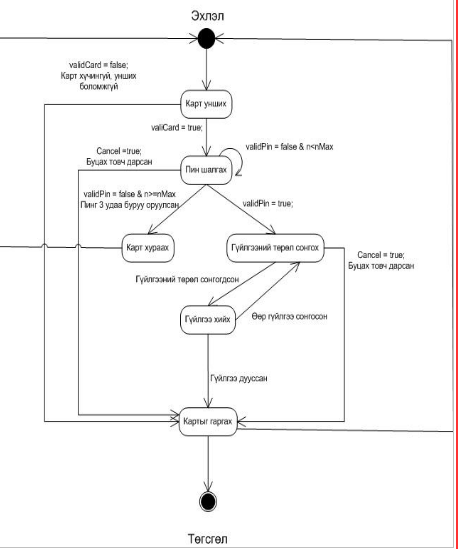 Эхлэл
validCard = false;
Карт хүчингүй, унших
боломжгүй
Карт унших
valiCard = true;
Cancel =true;
Буцах товч дарсан
validPin = false & n<nMax
Пин шалгах
validPin = false & n>=nMax
Пинг 3 удаа буруу оруулсан
validPin = true;
Карт хураах
Гүйлгээний төрөл сонгох
Cancel = true;
Буцах товч дарсан
Гүйлгээний төрөл сонгогдсон
Гүйлгээ хийх
Өөр гүйлгээ сонгосон
Гүйлгээ дууссан
Картыг гаргах
Төгсгөл